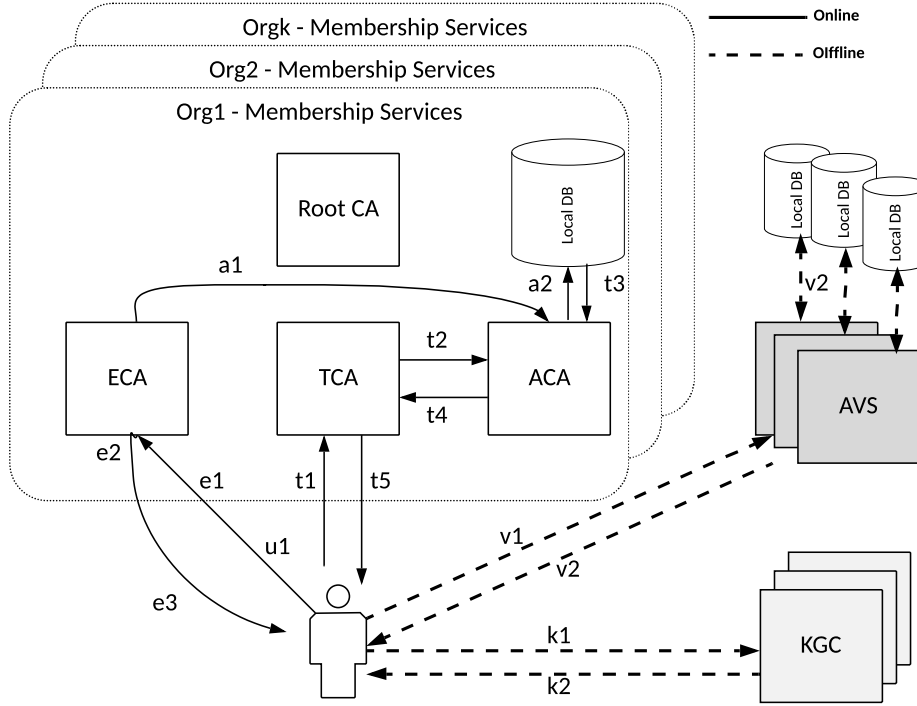 Orgk - Membership Services
Org2 - Membership Services
Org1 - Membership Services
Online
OIffline
Root CA
Local DB
Local DB
Local DB
Local DB
a1
a2
t3
v2
ECA
TCA
t2
t4
ACA
AVS
e2
e1
t1
t5
u1
v1
v2
e3
k1
k2
KGC